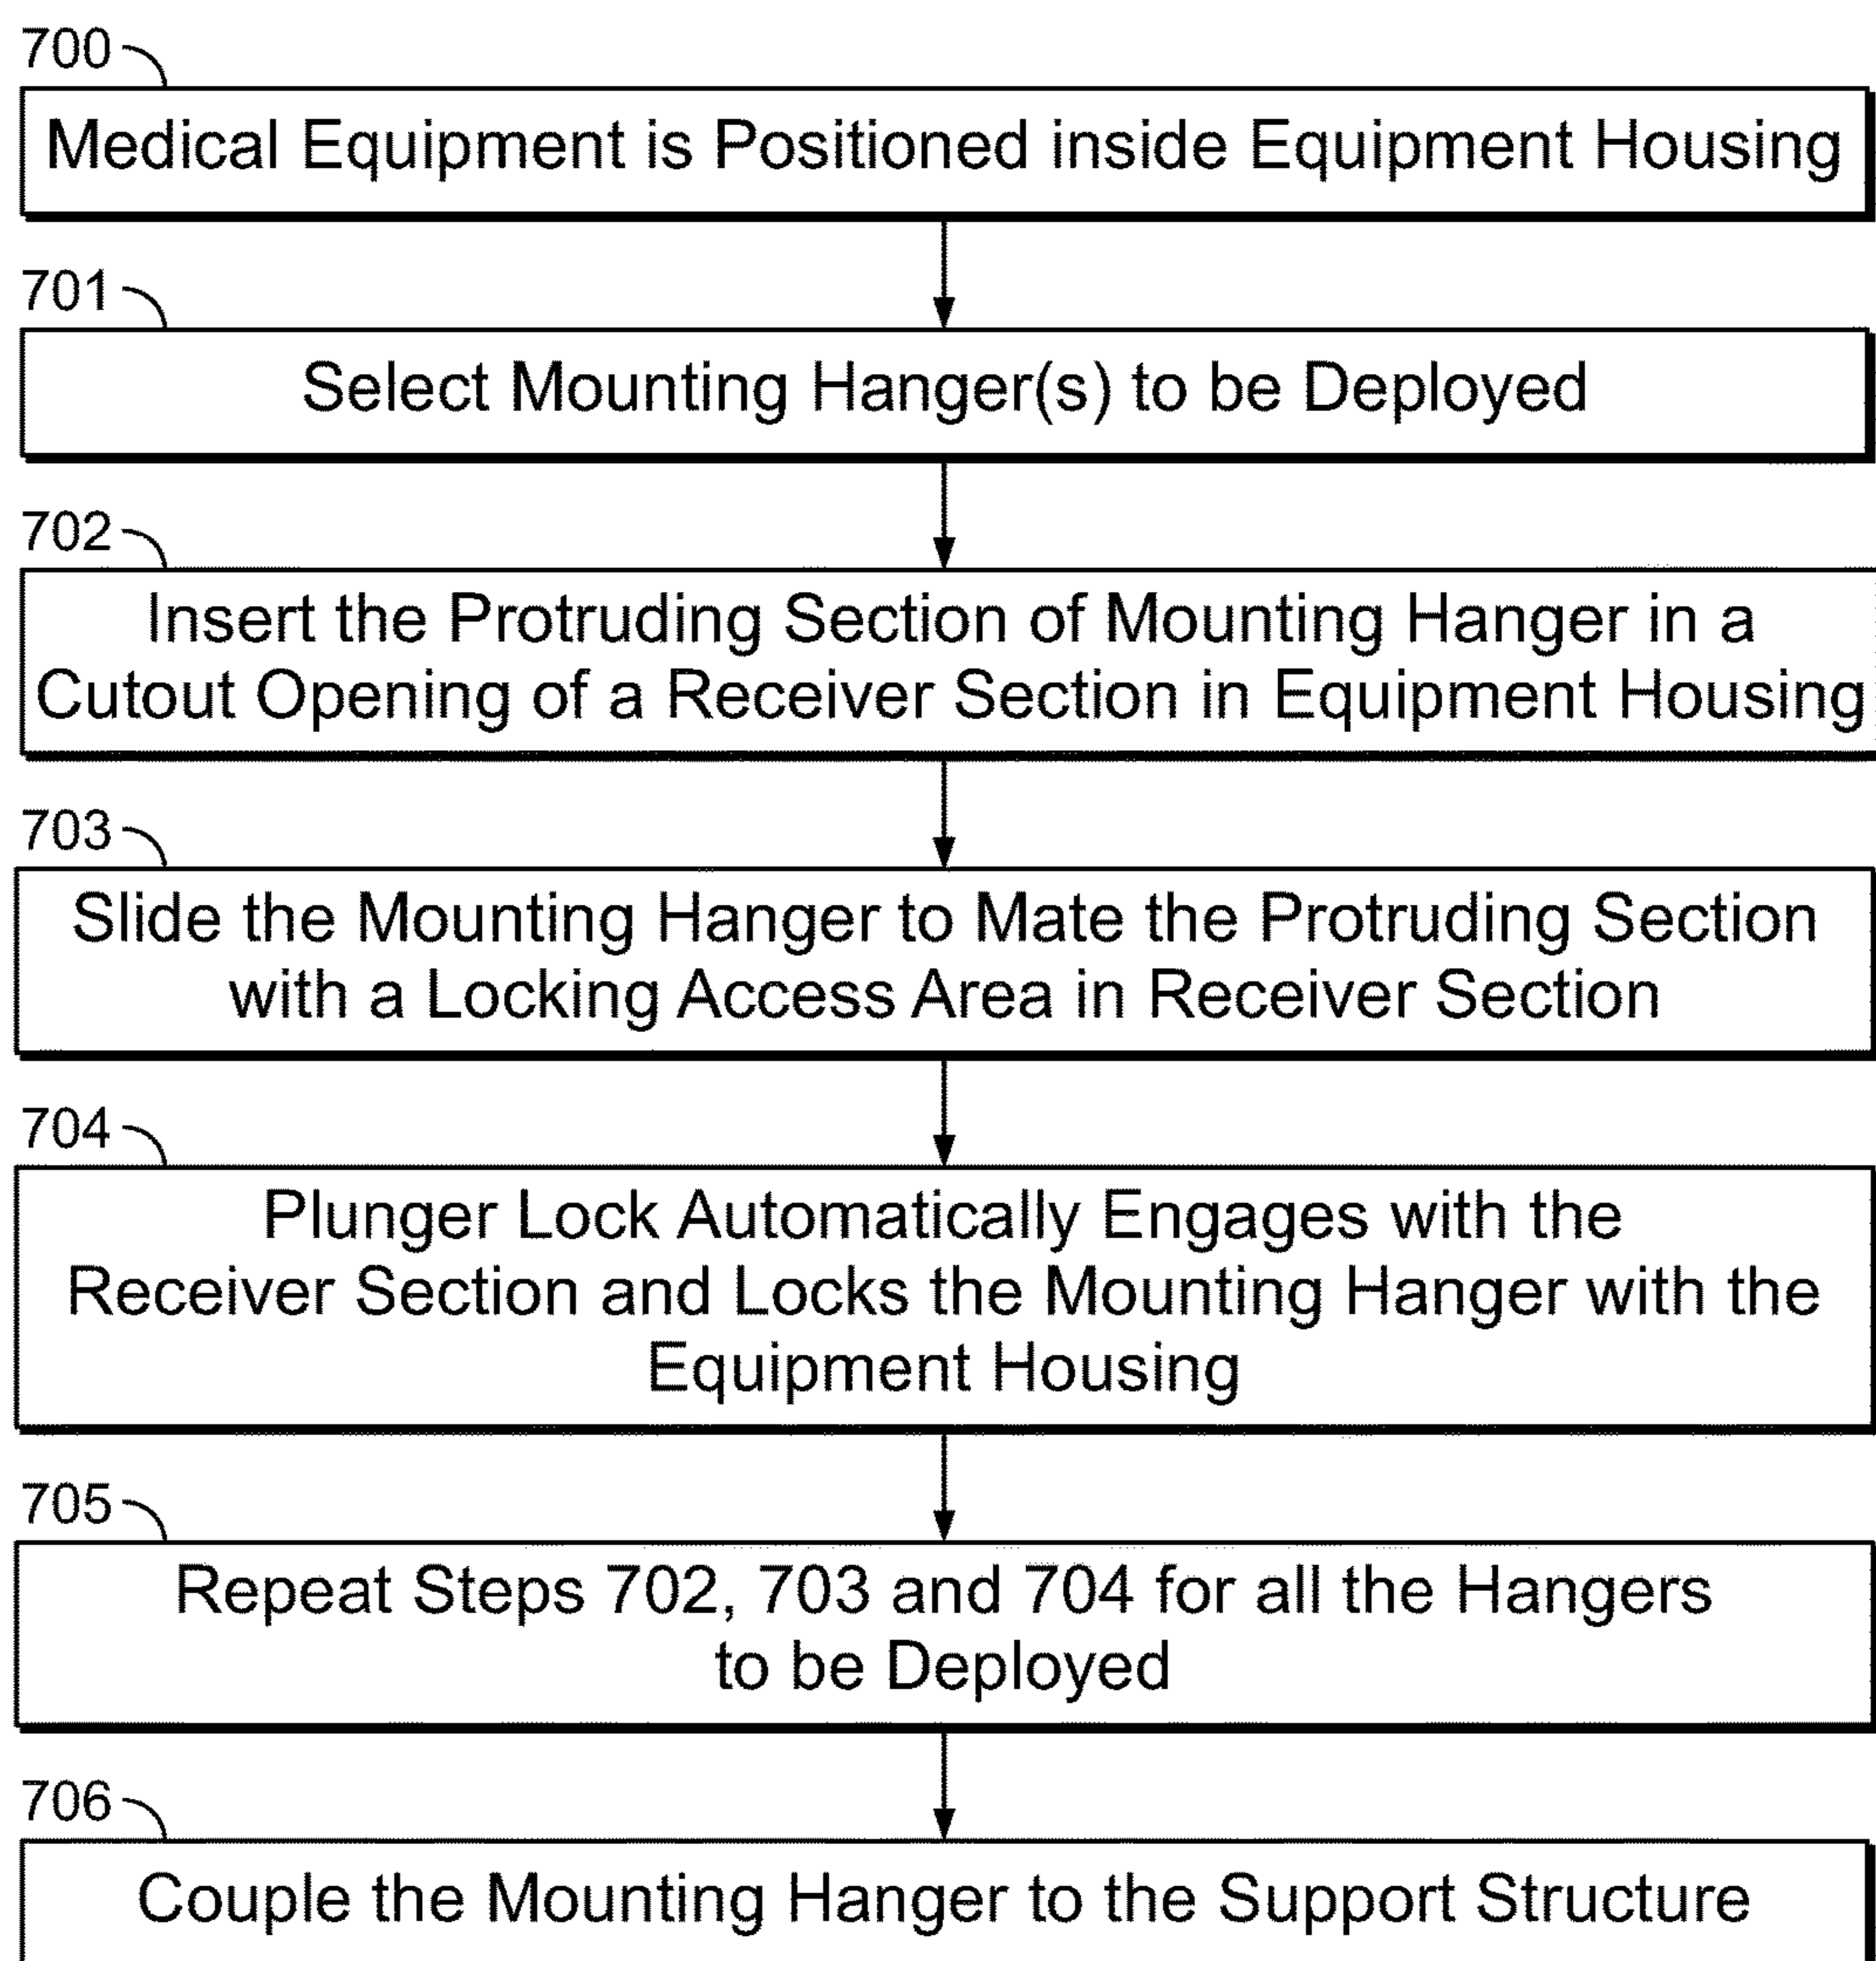 700
Medical Equipment is Positioned inside Equipment Housing
701
Select Mounting Hanger(s) to be Deployed
702
Insert the Protruding Section of Mounting Hanger in a
Cutout Opening of a Receiver Section in Equipment Housing
703
Slide the Mounting Hanger to Mate the Protruding Section
with a Locking Access Area in Receiver Section
704
Plunger Lock Automatically Engages with the
Receiver Section and Locks the Mounting Hanger with the
Equipment Housing
705
Repeat Steps 702, 703 and 704 for all the Hangers
to be Deployed
706
Couple the Mounting Hanger to the Support Structure